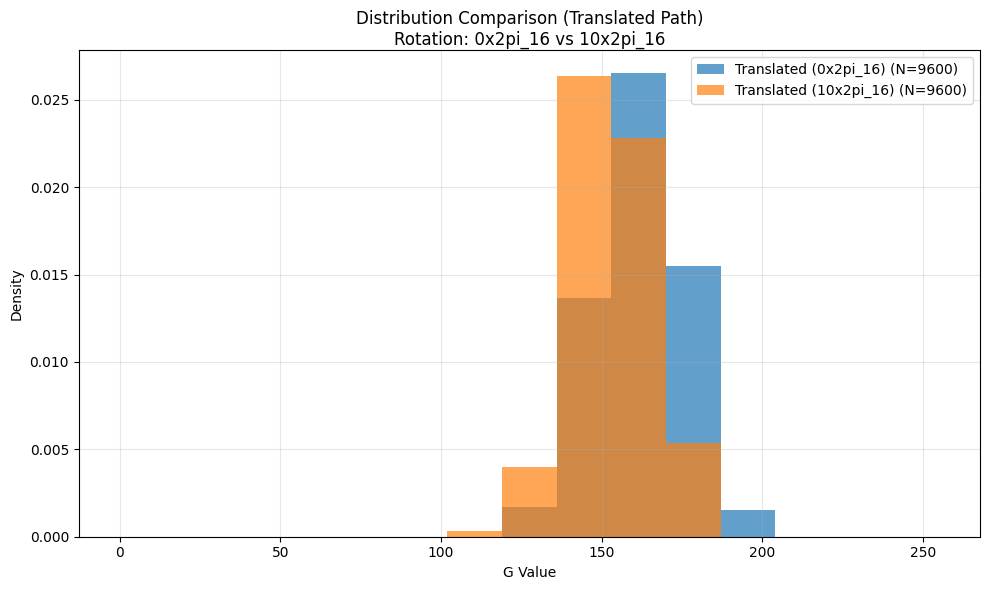 Distribution Comparison (Translated Path)
Rotation: 0x2pi_16 vs 10x2pi_16
Translated (0x2pi_16) (N=9600)
Translated (10x2pi_16) (N=9600)
Density
0.025
0.020
0.015
0.010
0.005
0.000
0 50 100 150 200 250
G Value